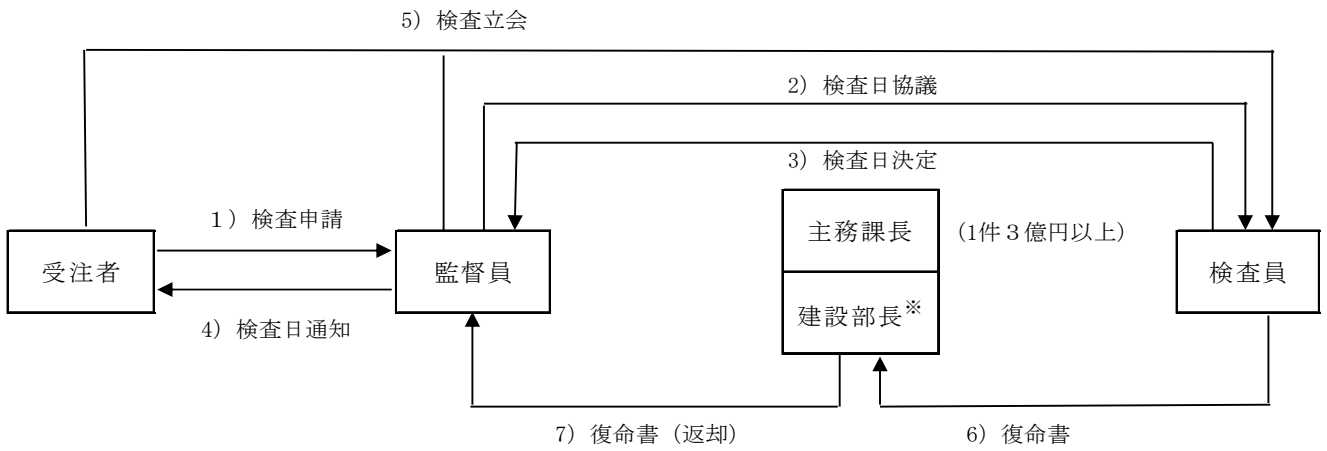 5）検査立会
2）検査日協議
3）検査日決定
１）検査申請
主務課長
（1件３億円以上）
受注者
監督員
検査員
建設部長※
4）検査日通知
7）復命書（返却）
6）復命書